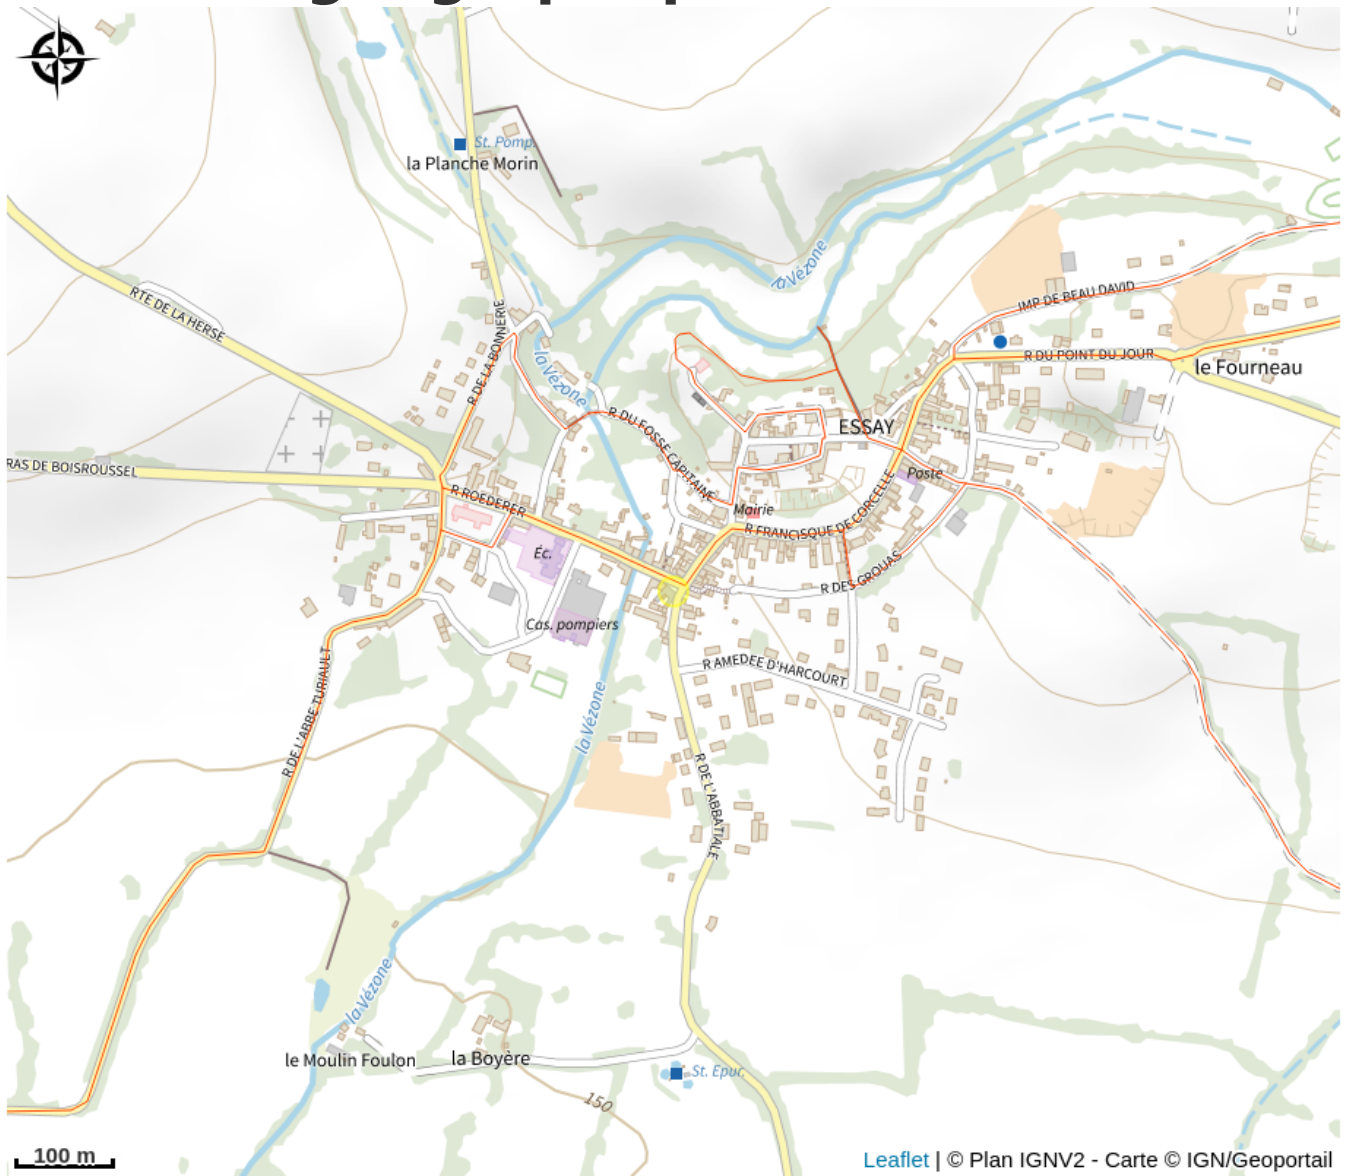 St. Pomp.
la Planche Morin
la Vézone
RTE DE LA HERSE
IMP DE BEAU DAVID
R DE LA BONNERIE
R DU POINT DU JOUR
le Fourneau
la Vézone
R DU FOSSE CAPITAINE
ESSAY
RAS DE BOISROUSSEL
Poste
R ROEDERER
Mairie
R FRANCISQUE DE CORCELLE
Éc.
R DES GROUAS
Cas. pompiers
R AMEDEE D'HARCOURT
R DE L'ABBE TURIAULT
la Vézone
R DE L'ABBATIALE
la Vézone
le Moulin Foulon
la Boyère
St. Epur.
150
100 m
Leaflet | © Plan IGNV2 - Carte © IGN/Geoportail